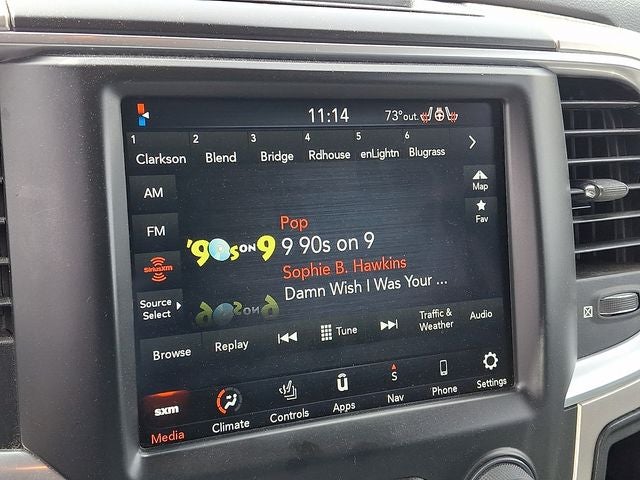 11:14 73° out.
1 2 3 4 5 6
Clarkson Blend Bridge Rdhouse enLightn Blugrass
AM
Map
FM
Fav
Pop
'90s ON 9
9 90s on 9
siriusxm
Sophie B. Hawkins
Damn Wish I Was Your ...
Source
Select
Browse Replay Tune Traffic & Weather Audio
sxm
Media Climate Controls Apps Nav Phone Settings
S